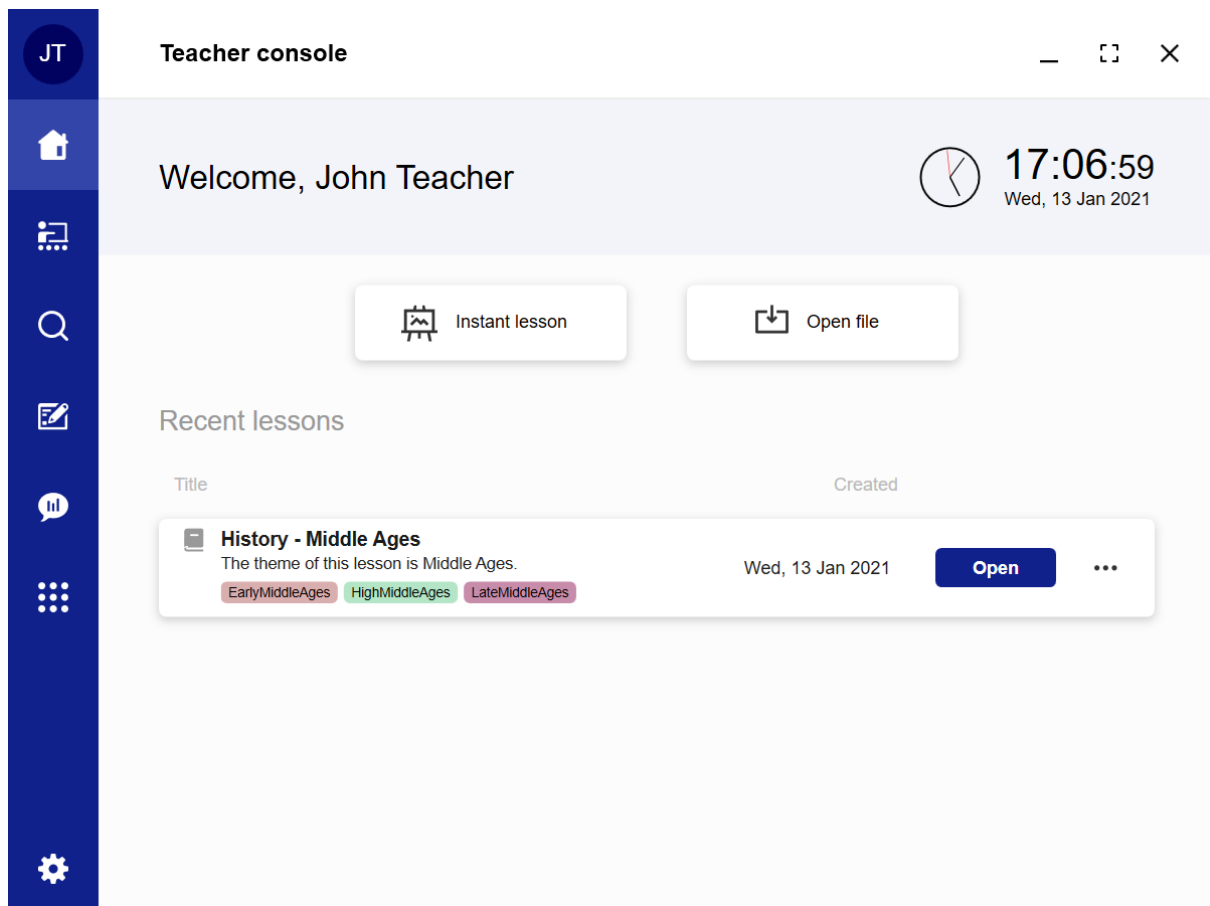 JT
Teacher console
Welcome, John Teacher
17:06:59
Wed, 13 Jan 2021
Instant lesson
Open file
Recent lessons
Title Created
History - Middle Ages
The theme of this lesson is Middle Ages.
EarlyMiddleAges HighMiddleAges LateMiddleAges
Wed, 13 Jan 2021
Open